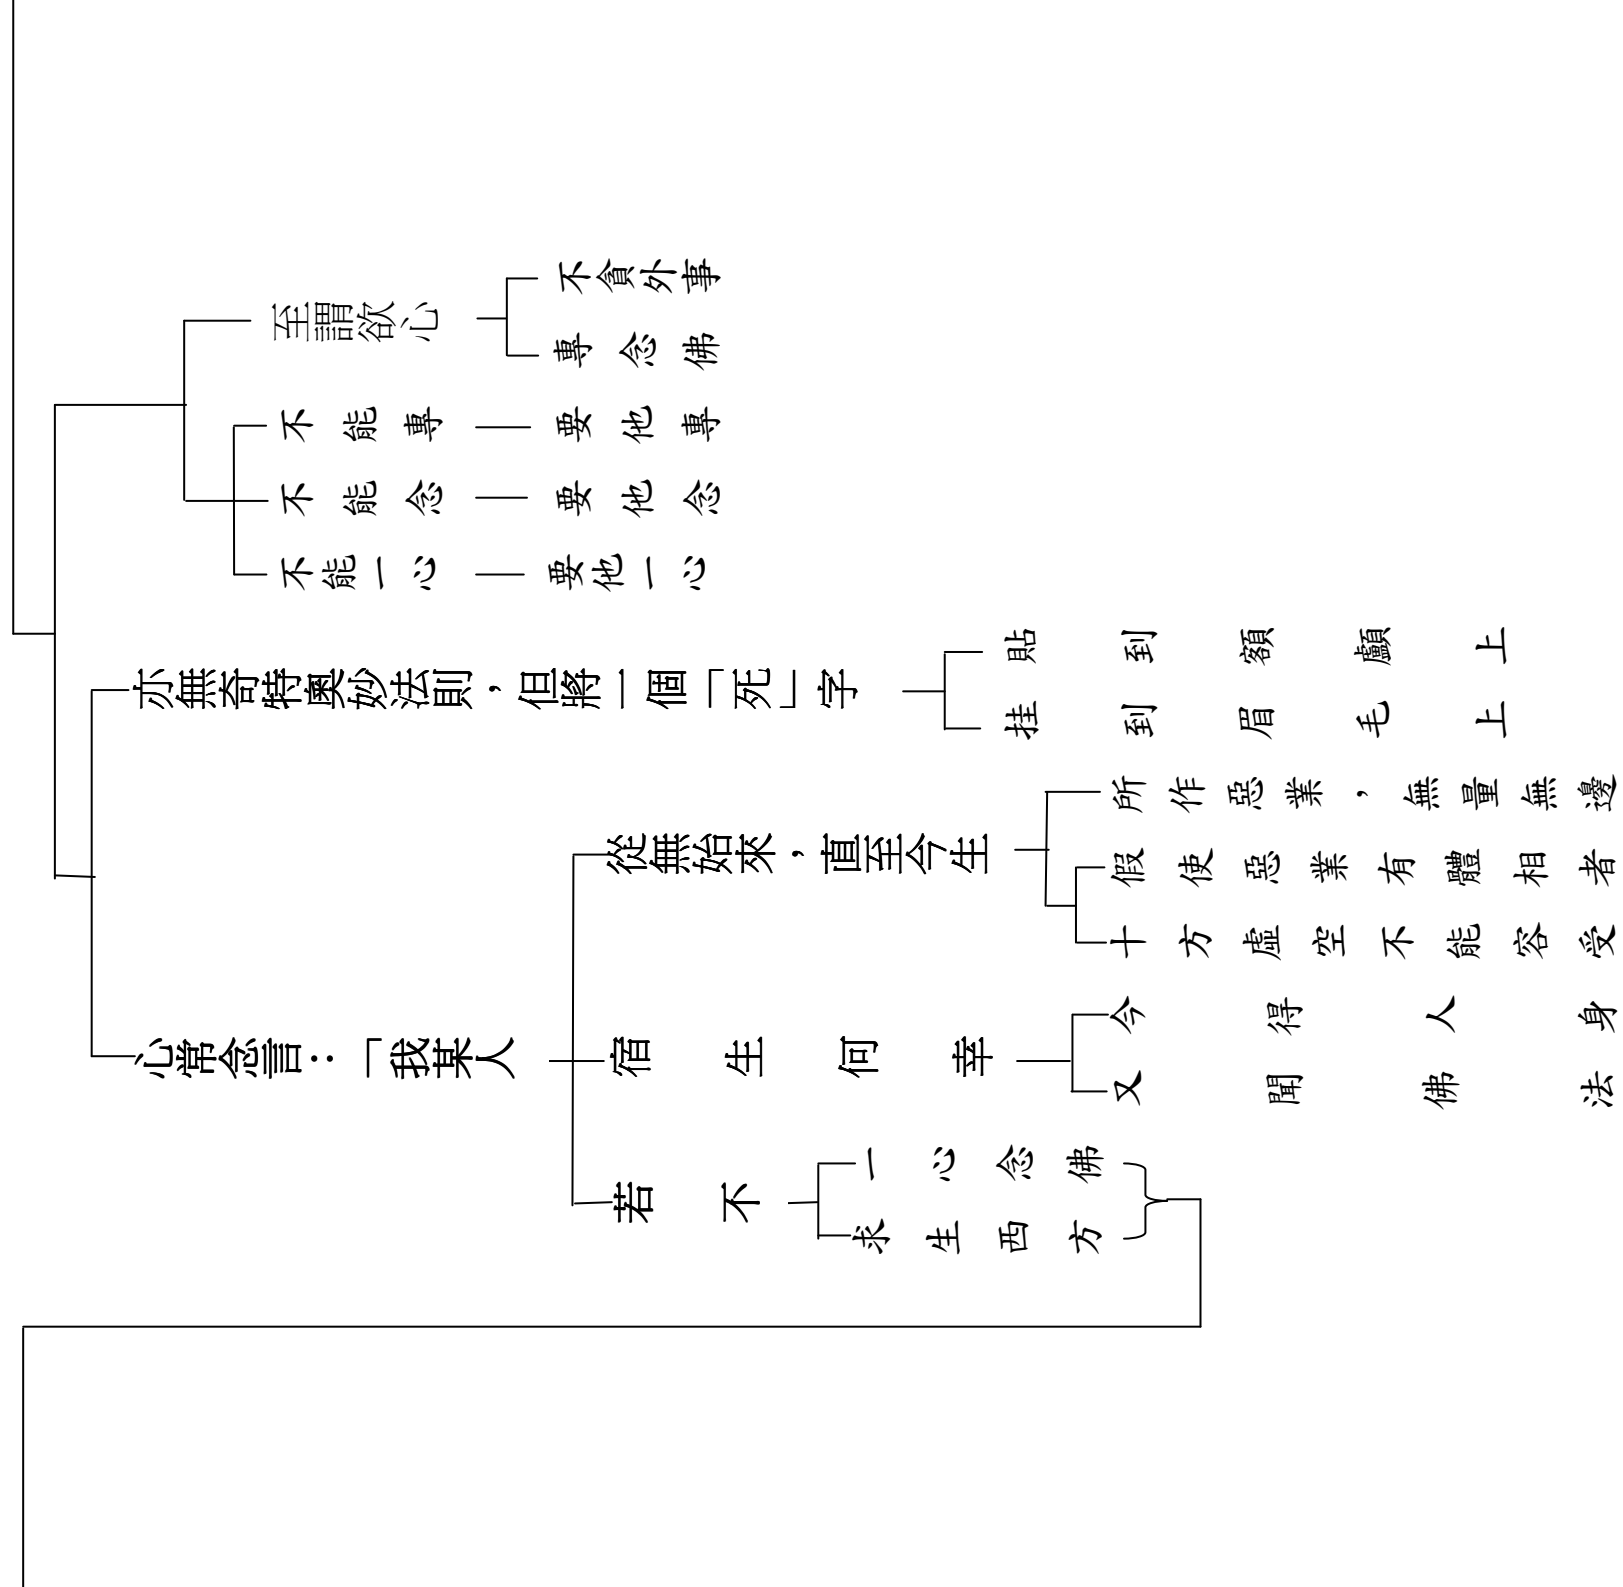 至謂欲心
不貪外事
專念佛
不能專
要他專
不能念
要他念
不能一心
要他一心
亦無奇特奧妙法則，但將一個「死」字
貼到額顱上
挂到眉毛上
心常念言：「我某人
從無始來，直至今生
所作惡業，無量無邊
假使惡業有體相者
十方虛空不能容受
宿生何幸
今得人身
又聞佛法
若不
一心念佛
求生西方